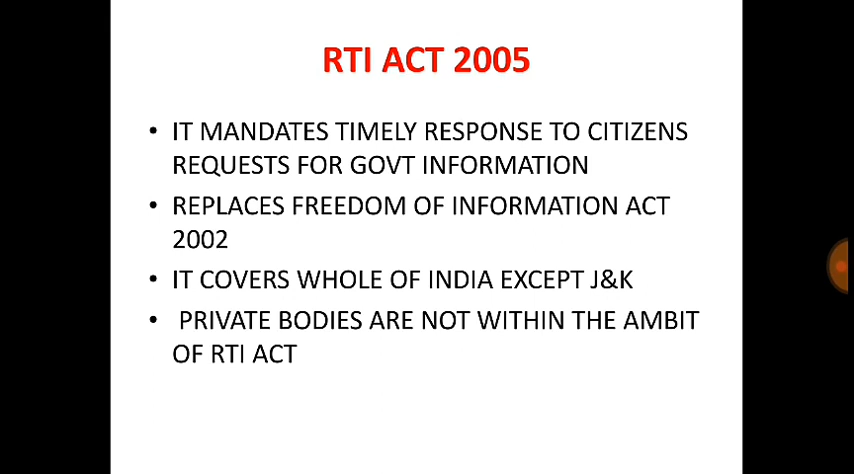 RTI ACT 2005
• IT MANDATES TIMELY RESPONSE TO CITIZENS
REQUESTS FOR GOVT INFORMATION
• REPLACES FREEDOM OF INFORMATION ACT
2002
• IT COVERS WHOLE OF INDIA EXCEPT J&K
• PRIVATE BODIES ARE NOT WITHIN THE AMBIT
OF RTI ACT